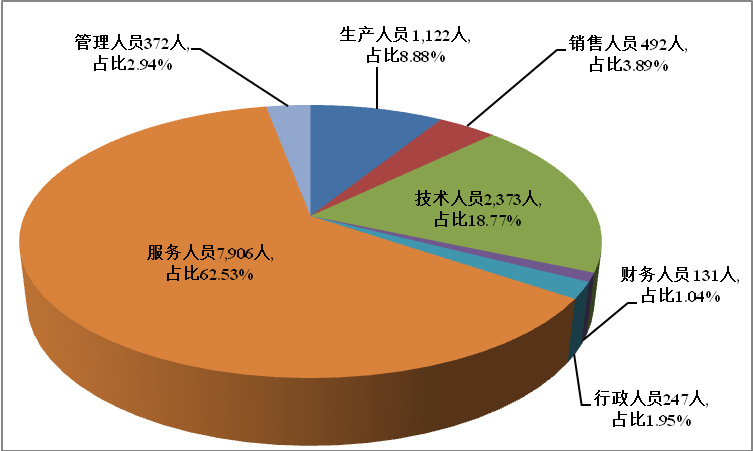 管理人员372人,
占比2.94%
生产人员1,122人,
占比8.88%
销售人员492人,
占比3.89%
技术人员2,373人,
占比18.77%
服务人员7,906人,
占比62.53%
财务人员131人,
占比1.04%
行政人员247人,
占比1.95%